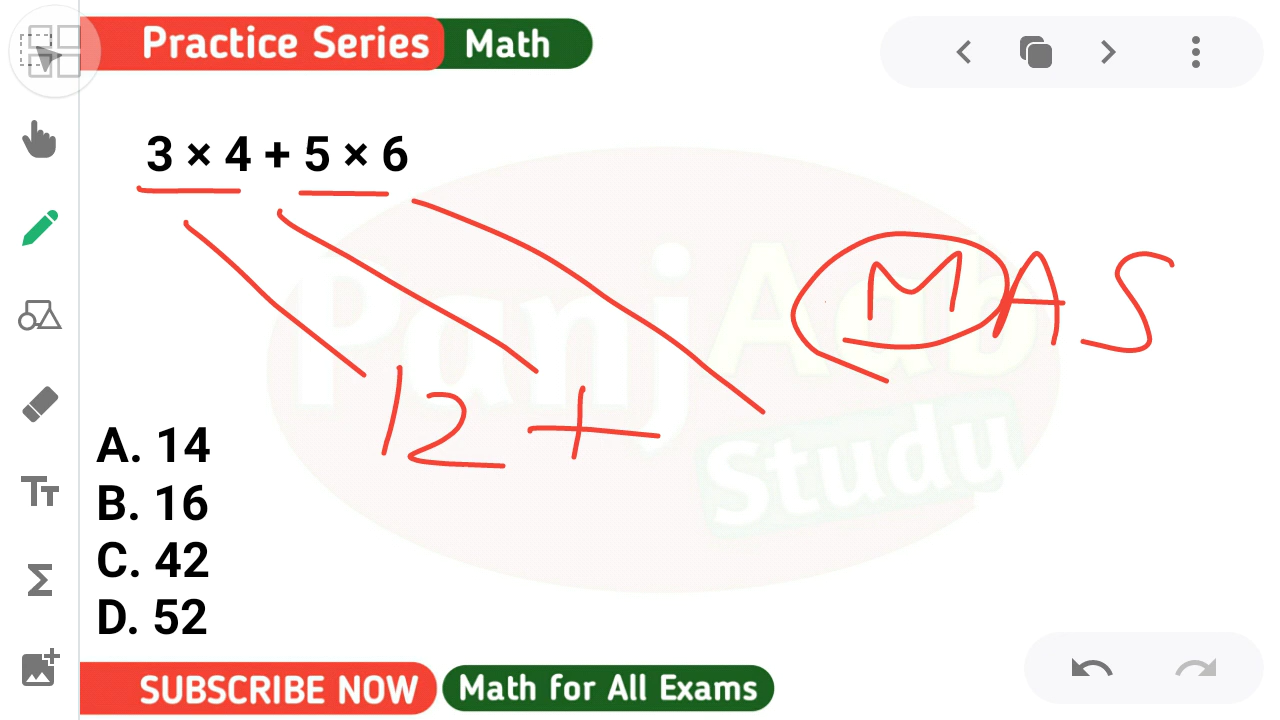 Practice Series Math
3 × 4 + 5 × 6
MAS
12 +
PanjAab
Study
A. 14
B. 16
C. 42
D. 52
Tт
Σ
SUBSCRIBE NOW Math for All Exams